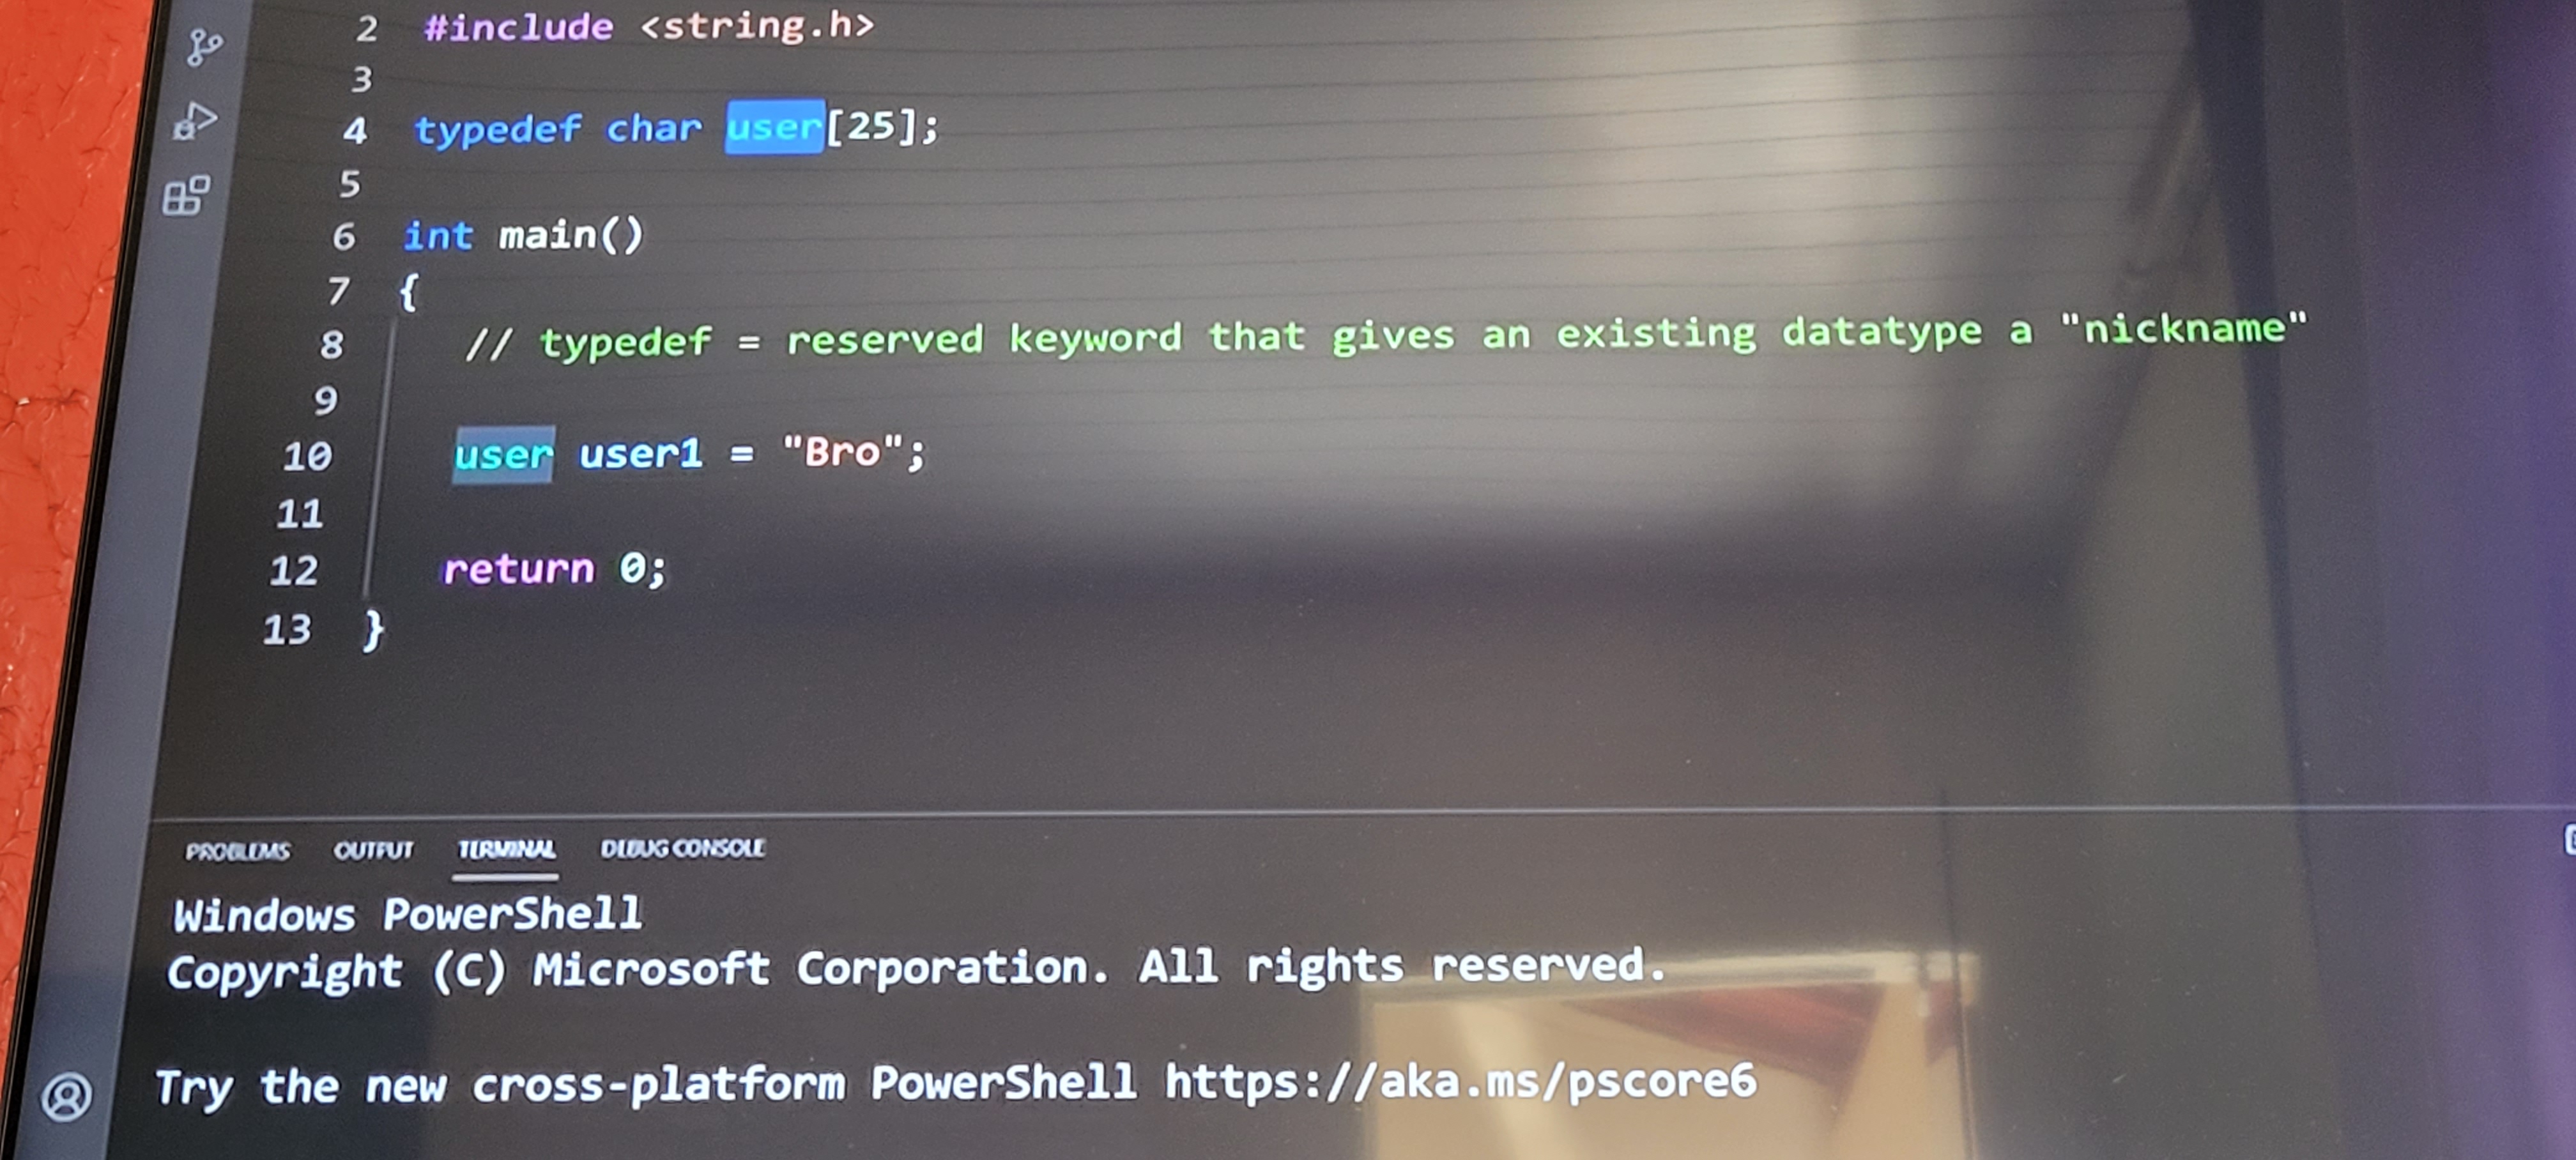 2 #include <string.h>
3
4 typedef char user[25];
5
6 int main()
7 {
8 // typedef = reserved keyword that gives an existing datatype a "nickname"
9
10 user user1 = "Bro";
11
12 return 0;
13 }
PROBLEMS OUTPUT TERMINAL DEBUG CONSOLE
Windows PowerShell
Copyright (C) Microsoft Corporation. All rights reserved.
Try the new cross-platform PowerShell https://aka.ms/pscore6